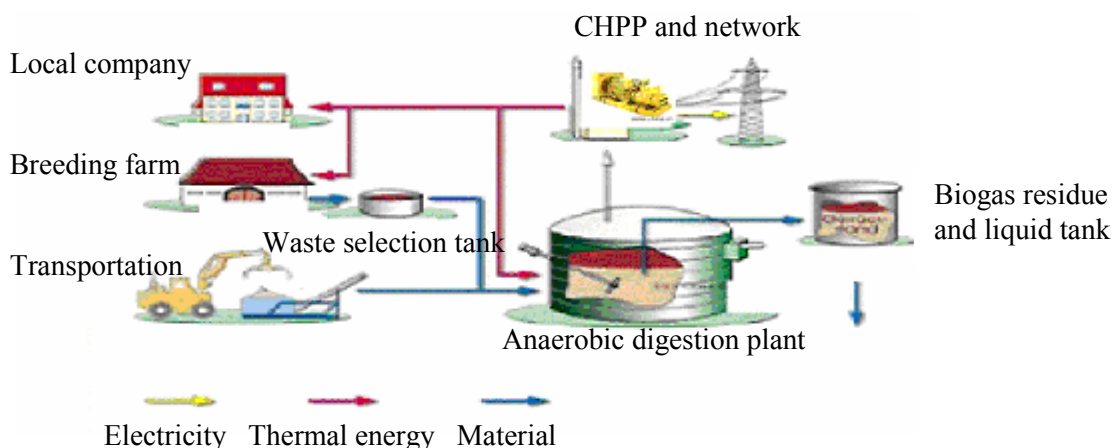 CHPP and network
Local company
Breeding farm
Biogas residue
and liquid tank
Waste selection tank
Transportation
Anaerobic digestion plant
Electricity Thermal energy Material